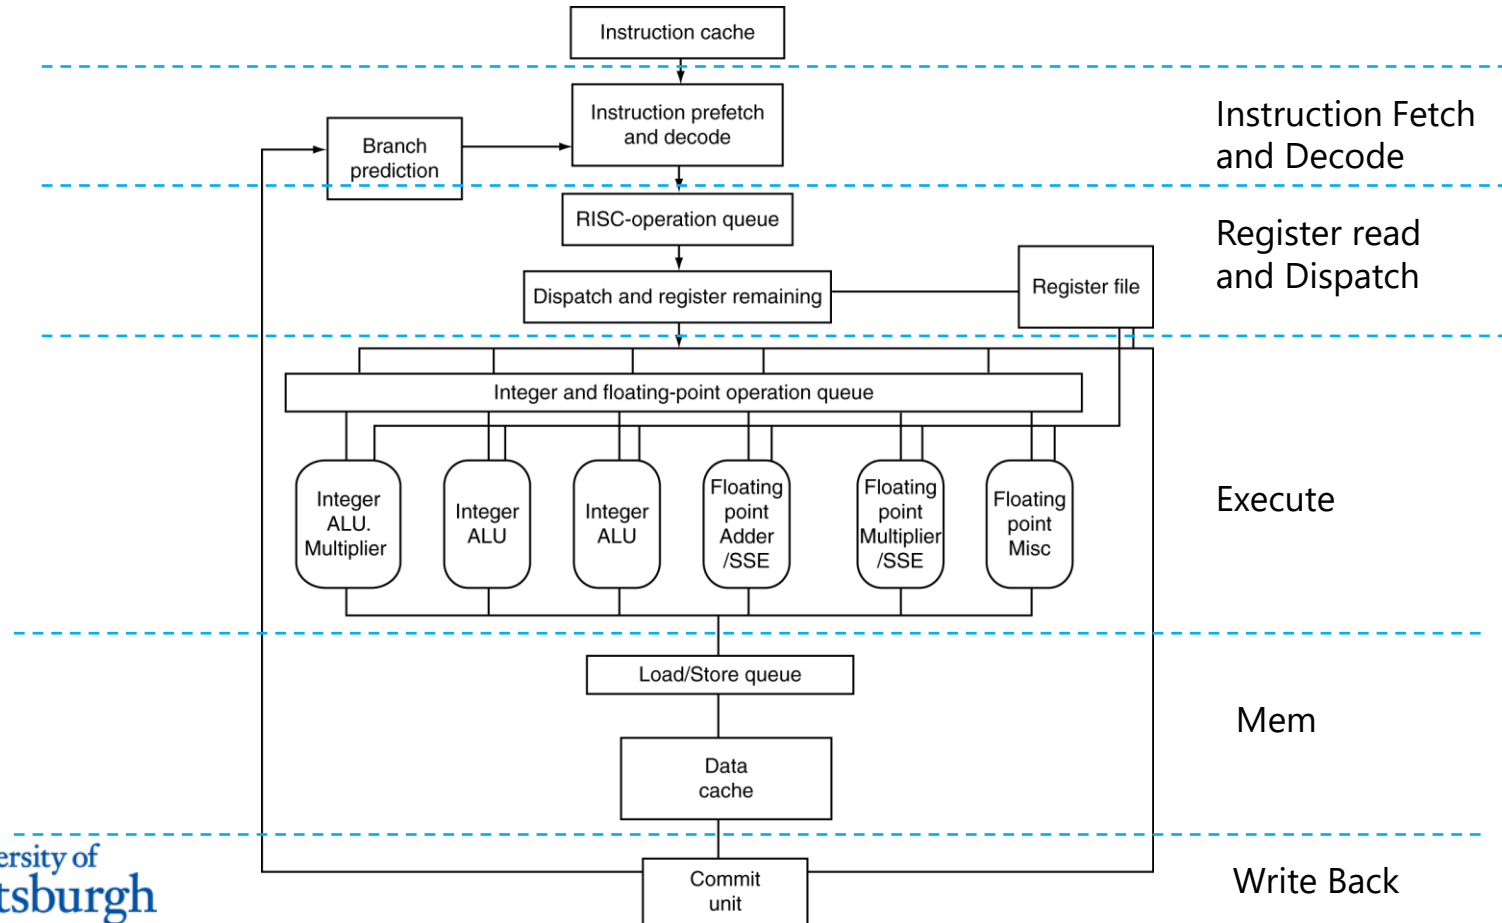 Instruction cache
Instruction prefetch
and decode
Instruction Fetch
and Decode
Branch
prediction
RISC-operation queue
Register read
and Dispatch
Dispatch and register remaining
Register file
Integer and floating-point operation queue
Integer
ALU.
Multiplier
Integer
ALU
Integer
ALU
Floating
point
Adder
/SSE
Floating
point
Multiplier
/SSE
Floating
point
Misc
Execute
Load/Store queue
Mem
Data
cache
ersity of
tsburgh
Commit
unit
Write Back